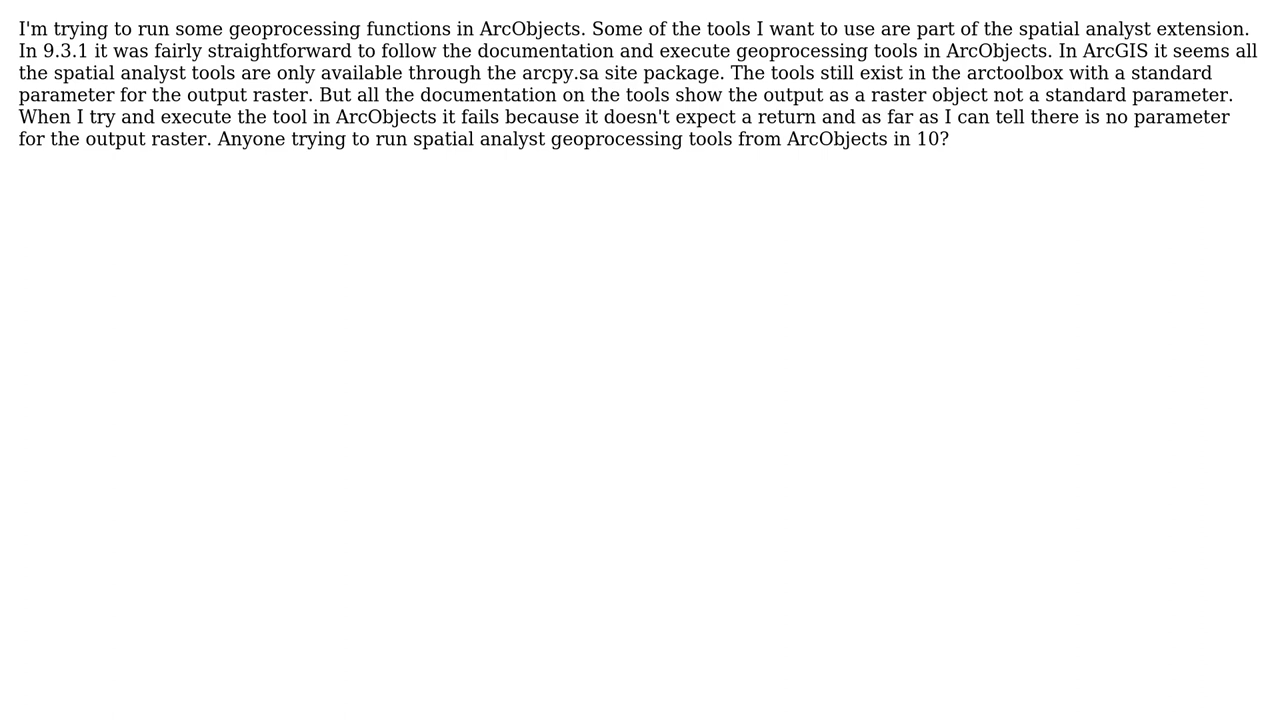 I'm trying to run some geoprocessing functions in ArcObjects. Some of the tools I want to use are part of the spatial analyst extension.
In 9.3.1 it was fairly straightforward to follow the documentation and execute geoprocessing tools in ArcObjects. In ArcGIS it seems all
the spatial analyst tools are only available through the arcpy.sa site package. The tools still exist in the arctoolbox with a standard
parameter for the output raster. But all the documentation on the tools show the output as a raster object not a standard parameter.
When I try and execute the tool in ArcObjects it fails because it doesn't expect a return and as far as I can tell there is no parameter
for the output raster. Anyone trying to run spatial analyst geoprocessing tools from ArcObjects in 10?